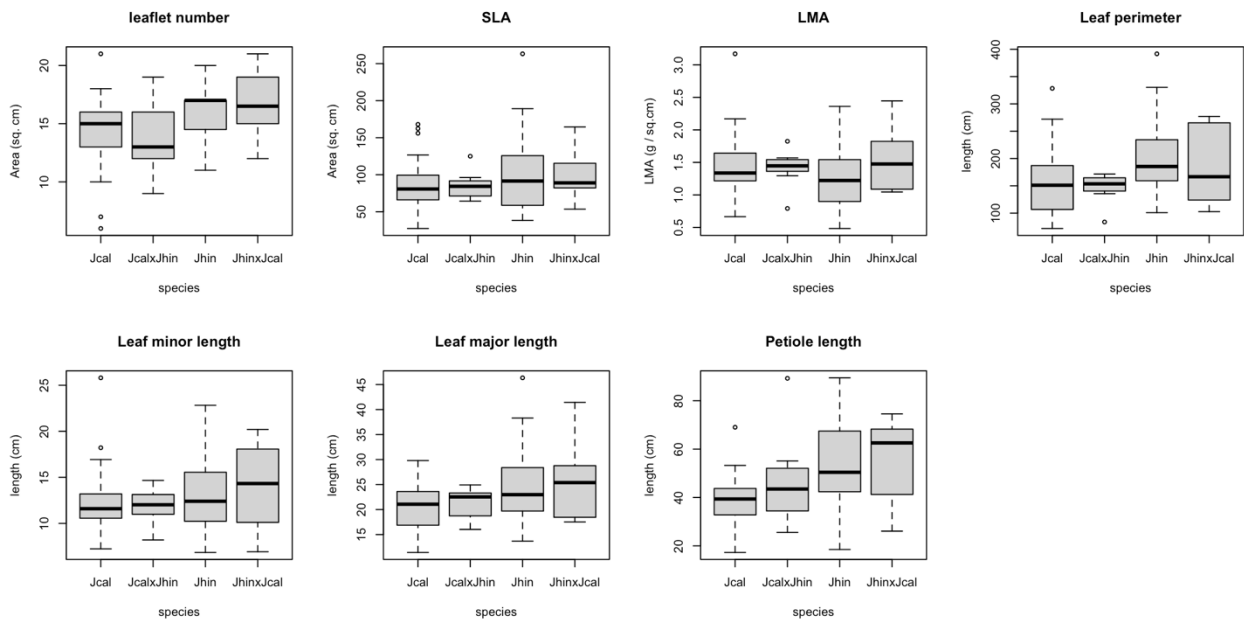 leaflet number
Area (sq. cm)
20
15
10
Jcal JcalxJhin Jhin JhinxJcal
species
SLA
Area (sq. cm)
250
200
150
100
50
Jcal JcalxJhin Jhin JhinxJcal
species
LMA
LMA (g / sq.cm)
3.0
2.5
2.0
1.5
1.0
0.5
Jcal JcalxJhin Jhin JhinxJcal
species
Leaf perimeter
length (cm)
400
300
200
100
Jcal JcalxJhin Jhin JhinxJcal
species
Leaf minor length
length (cm)
25
20
15
10
Jcal JcalxJhin Jhin JhinxJcal
species
Leaf major length
length (cm)
45
40
35
30
25
20
15
Jcal JcalxJhin Jhin JhinxJcal
species
Petiole length
length (cm)
80
60
40
20
Jcal JcalxJhin Jhin JhinxJcal
species